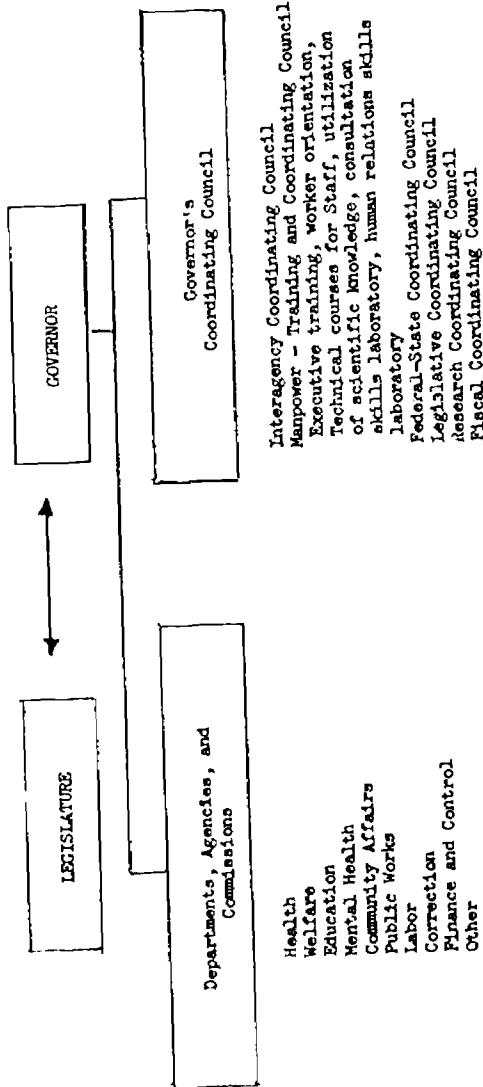 LEGISLATURE
GOVERNOR
Departments, Agencies, and
Commissions
Governor's
Coordinating Council
Health
Welfare
Education
Mental Health
Community Affairs
Public Works
Labor
Correction
Finance and Control
Other
Interagency Coordinating Council
Manpower - Training and Coordinating Council
Executive training, worker orientation,
Technical courses for Staff, utilization
of scientific knowledge, consultation
skills laboratory, human relations skills
laboratory
Federal-State Coordinating Council
Legislative Coordinating Council
Research Coordinating Council
Fiscal Coordinating Council